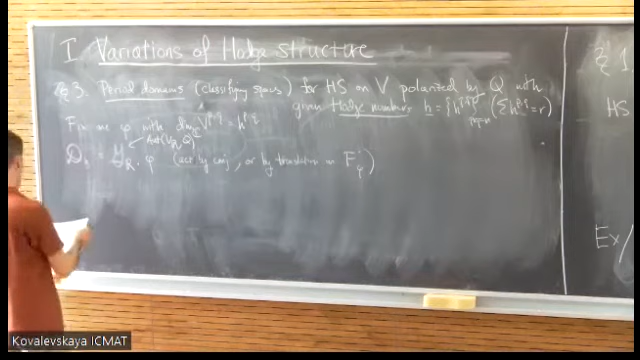 I Variations of Hodge structure
§3. Period domains (classifying spaces) for HS on V polarized by Q with
given Hodge numbers h = {h^{p,q}} p+q=n (Σh^{p,q}=r)
Fix one φ with dim_ℂ V^{p,q} = h^{p,q}
Aut(V_R, Q)
D_h = G_R . φ (act by conj, or by translation on F^•_φ)
§1
HS
Ex/
Kovalevskaya ICMAT